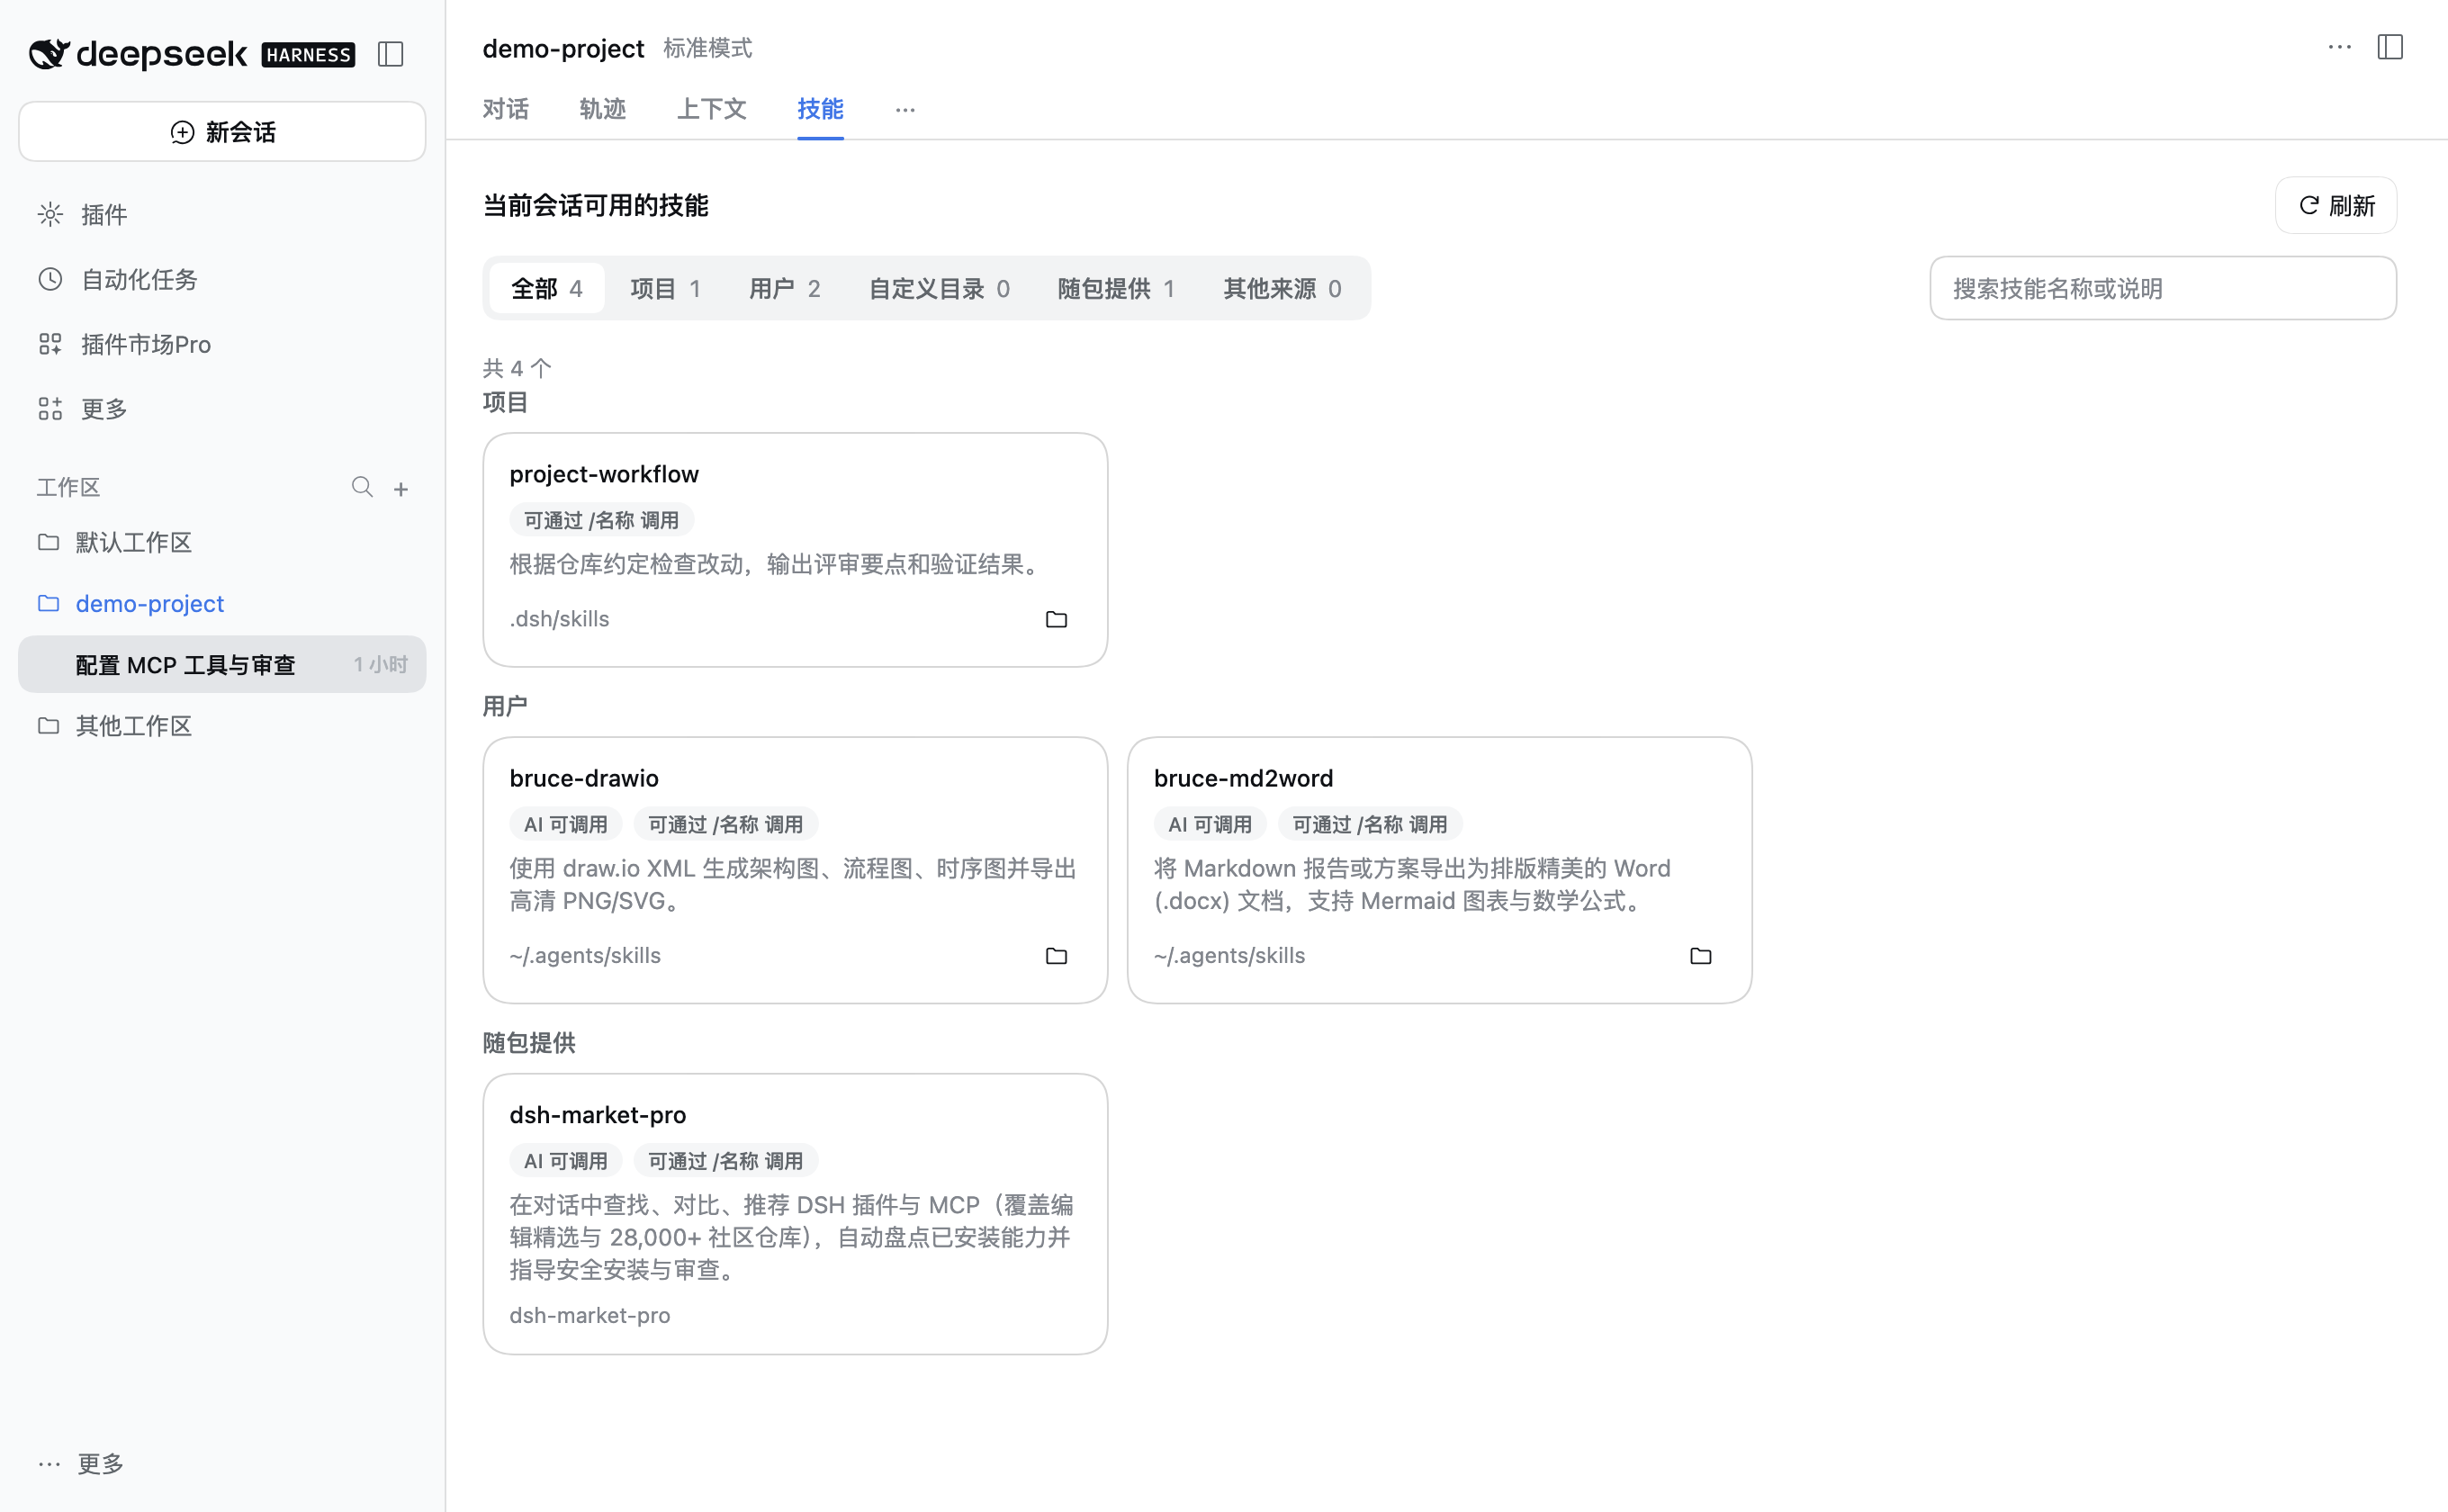 deepseek HARNESS
新会话
插件
自动化任务
插件市场Pro
更多
工作区
默认工作区
demo-project
配置 MCP 工具与审查 1 小时
其他工作区
更多
demo-project 标准模式
对话 轨迹 上下文 技能
当前会话可用的技能
刷新
全部 4 项目 1 用户 2 自定义目录 0 随包提供 1 其他来源 0
搜索技能名称或说明
共 4 个
项目
project-workflow
可通过 /名称 调用
根据仓库约定检查改动，输出评审要点和验证结果。
.dsh/skills
用户
bruce-drawio
AI 可调用 可通过 /名称 调用
使用 draw.io XML 生成架构图、流程图、时序图并导出
高清 PNG/SVG。
~/.agents/skills
bruce-md2word
AI 可调用 可通过 /名称 调用
将 Markdown 报告或方案导出为排版精美的 Word
(.docx) 文档，支持 Mermaid 图表与数学公式。
~/.agents/skills
随包提供
dsh-market-pro
AI 可调用 可通过 /名称 调用
在对话中查找、对比、推荐 DSH 插件与 MCP（覆盖编
辑精选与 28,000+ 社区仓库），自动盘点已安装能力并
指导安全安装与审查。
dsh-market-pro